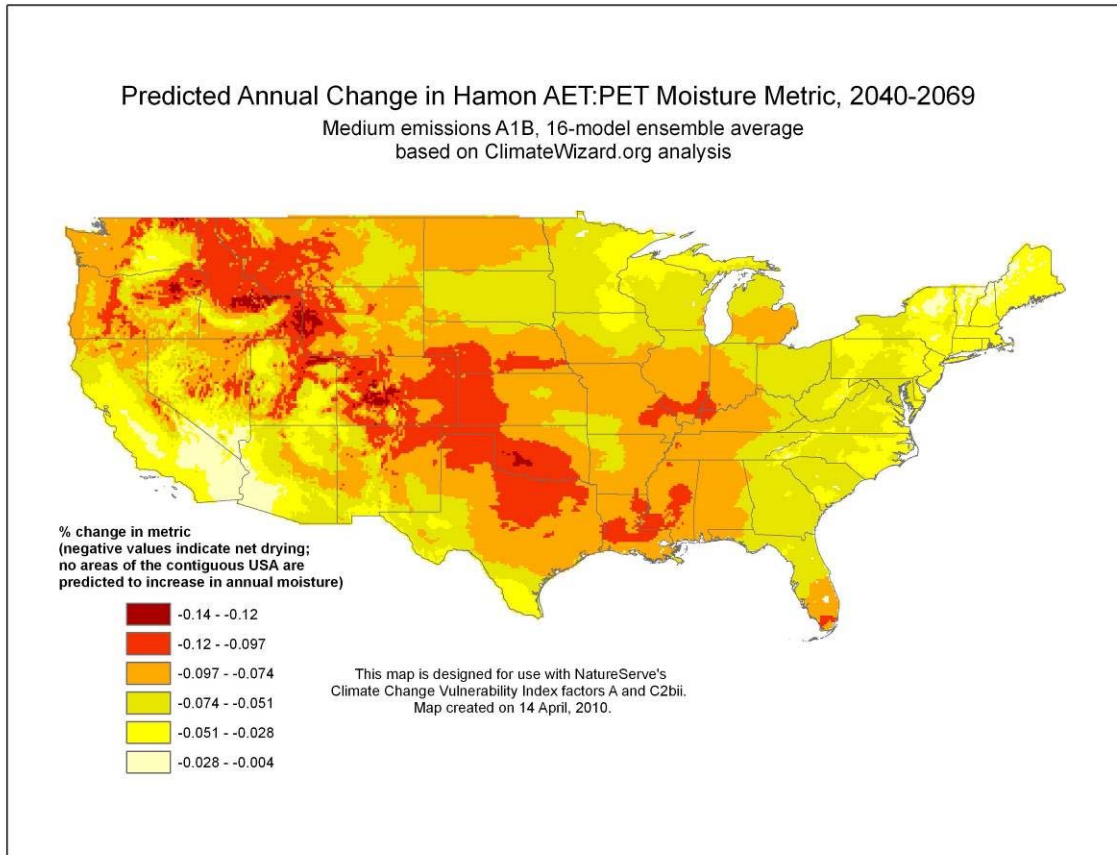 Predicted Annual Change in Hamon AET:PET Moisture Metric, 2040-2069
Medium emissions A1B, 16-model ensemble average
based on ClimateWizard.org analysis
% change in metric
(negative values indicate net drying;
no areas of the contiguous USA are
predicted to increase in annual moisture)
-0.14 - -0.12
-0.12 - -0.097
-0.097 - -0.074
-0.074 - -0.051
-0.051 - -0.028
-0.028 - -0.004
This map is designed for use with NatureServe's
Climate Change Vulnerability Index factors A and C2bii.
Map created on 14 April, 2010.